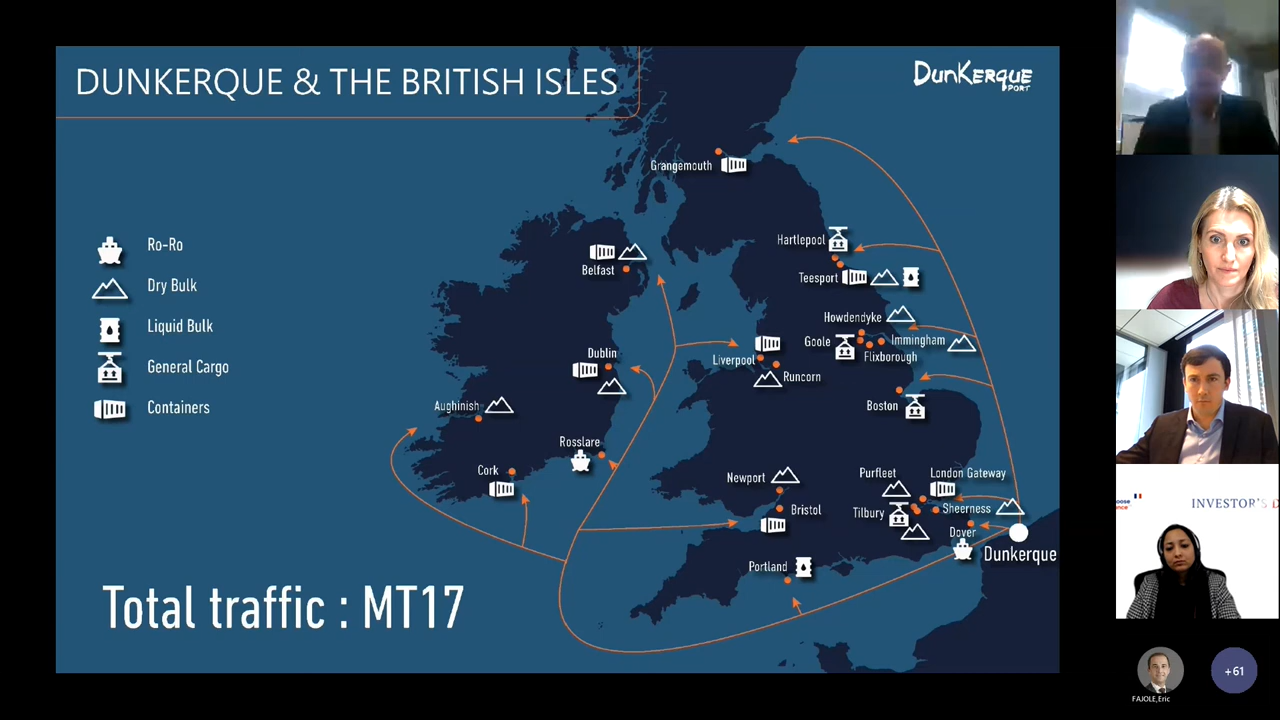 DUNKERQUE & THE BRITISH ISLES
DUNKERQUE
PORT
Ro-Ro
Dry Bulk
Liquid Bulk
General Cargo
Containers
Grangemouth
Hartlepool
Teesport
Belfast
Howdendyke
Goole
Immingham
Flixborough
Dublin
Liverpool
Runcorn
Aughinish
Boston
Rosslare
Cork
Newport
Bristol
Purfleet
London Gateway
Tilbury
Sheerness
Dover
Dunkerque
Portland
Total traffic : MT17
INVESTOR'S
FAJOLE,Eric
+61